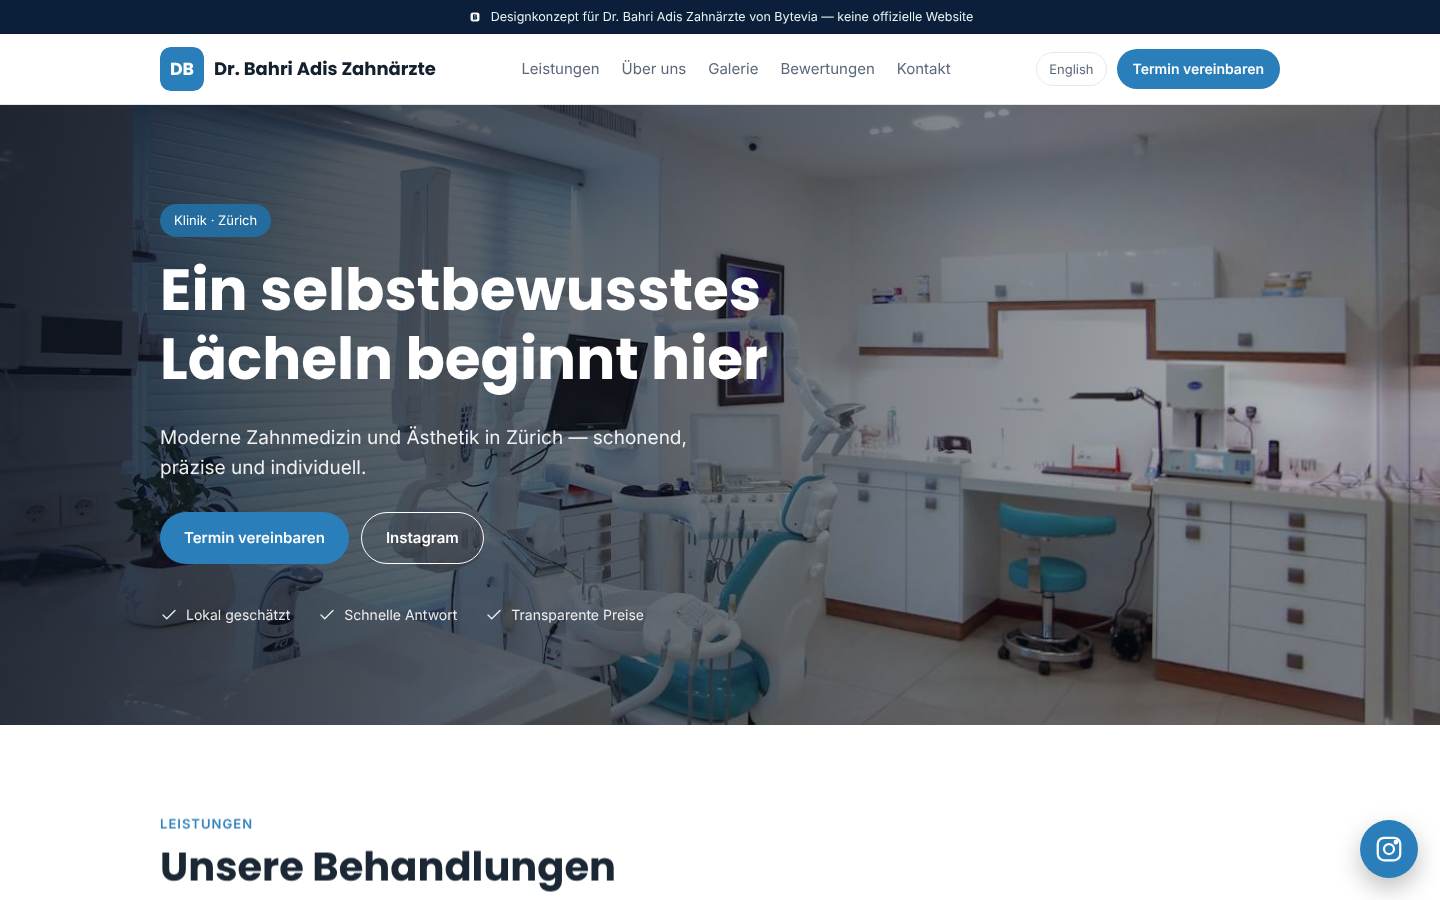 Designkonzept für Dr. Bahri Adis Zahnärzte von Bytevia — keine offizielle Website
DB
Dr. Bahri Adis Zahnärzte
Leistungen
Über uns
Galerie
Bewertungen
Kontakt
English
Termin vereinbaren
Klinik · Zürich
Ein selbstbewusstes
Lächeln beginnt hier
Moderne Zahnmedizin und Ästhetik in Zürich — schonend,
präzise und individuell.
Termin vereinbaren
Instagram
Lokal geschätzt
Schnelle Antwort
Transparente Preise
LEISTUNGEN
Unsere Behandlungen